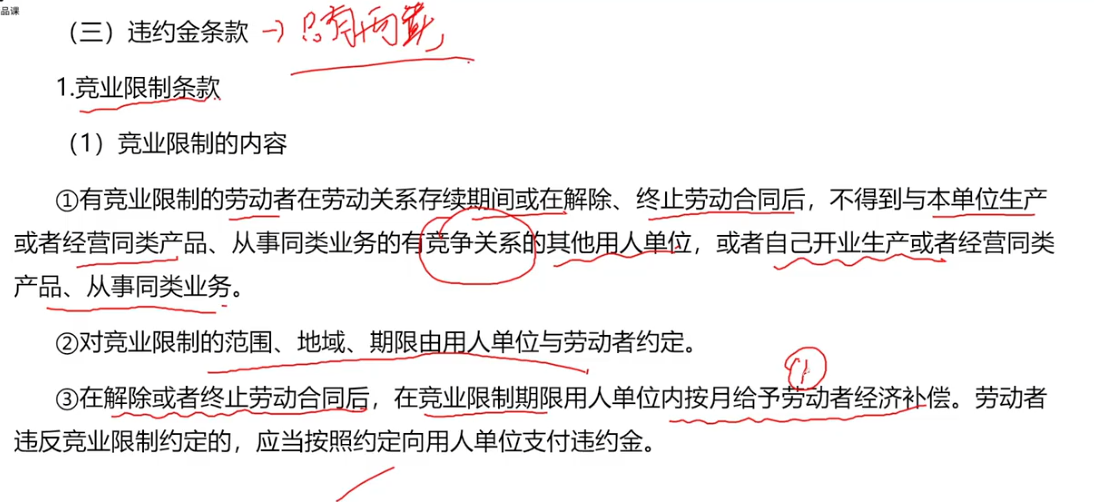 品课
（三）违约金条款 → 只有两类
1.竞业限制条款
（1）竞业限制的内容
①有竞业限制的劳动者在劳动关系存续期间或在解除、终止劳动合同后，不得到与本单位生产
或者经营同类产品、从事同类业务的有竞争关系的其他用人单位，或者自己开业生产或者经营同类
产品、从事同类业务。
②对竞业限制的范围、地域、期限由用人单位与劳动者约定。
③在解除或者终止劳动合同后，在竞业限制期限用人单位内按月给予劳动者经济补偿。劳动者
违反竞业限制约定的，应当按照约定向用人单位支付违约金。